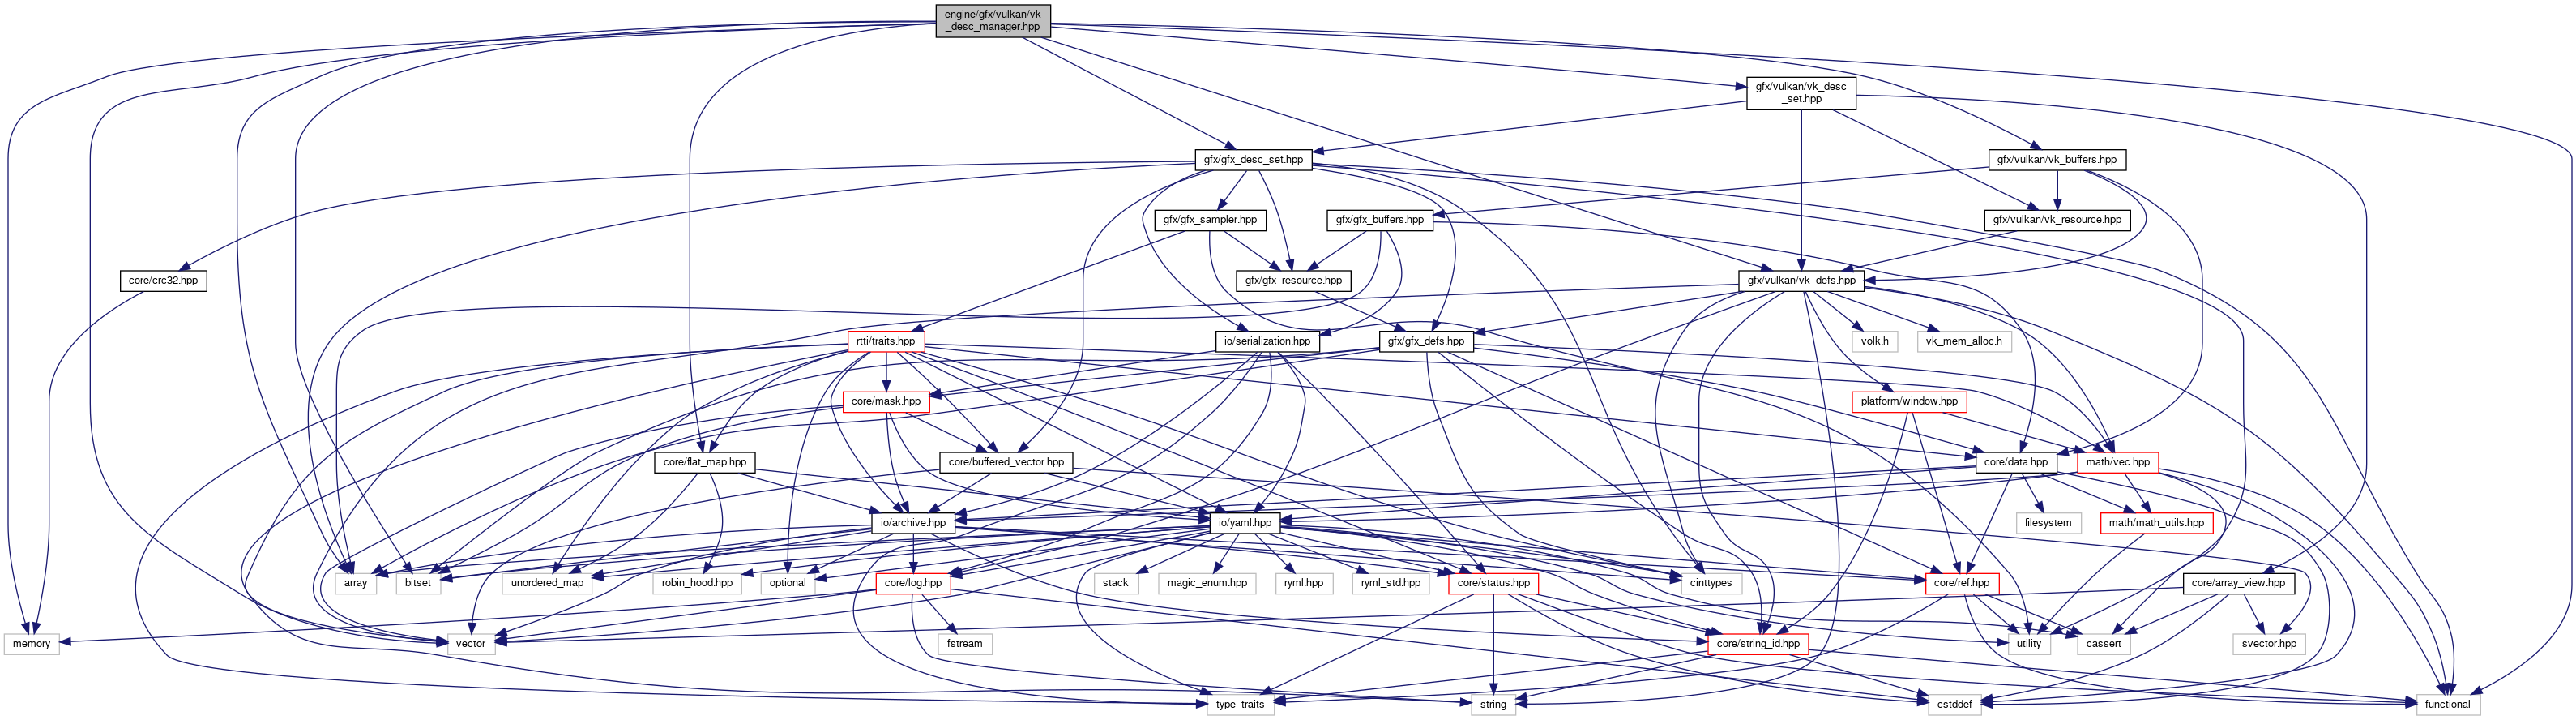 engine/gfx/vulkan/vk
_desc_manager.hpp
gfx/vulkan/vk_desc
_set.hpp
gfx/gfx_desc_set.hpp
gfx/vulkan/vk_buffers.hpp
gfx/gfx_sampler.hpp
gfx/gfx_buffers.hpp
gfx/vulkan/vk_resource.hpp
core/crc32.hpp
gfx/gfx_resource.hpp
gfx/vulkan/vk_defs.hpp
rtti/traits.hpp
io/serialization.hpp
gfx/gfx_defs.hpp
volk.h
vk_mem_alloc.h
core/mask.hpp
platform/window.hpp
core/flat_map.hpp
core/buffered_vector.hpp
core/data.hpp
math/vec.hpp
io/archive.hpp
io/yaml.hpp
filesystem
math/math_utils.hpp
array
bitset
unordered_map
robin_hood.hpp
optional
core/log.hpp
stack
magic_enum.hpp
ryml.hpp
ryml_std.hpp
core/status.hpp
cinttypes
core/ref.hpp
core/array_view.hpp
memory
vector
fstream
core/string_id.hpp
utility
cassert
svector.hpp
type_traits
string
cstddef
functional